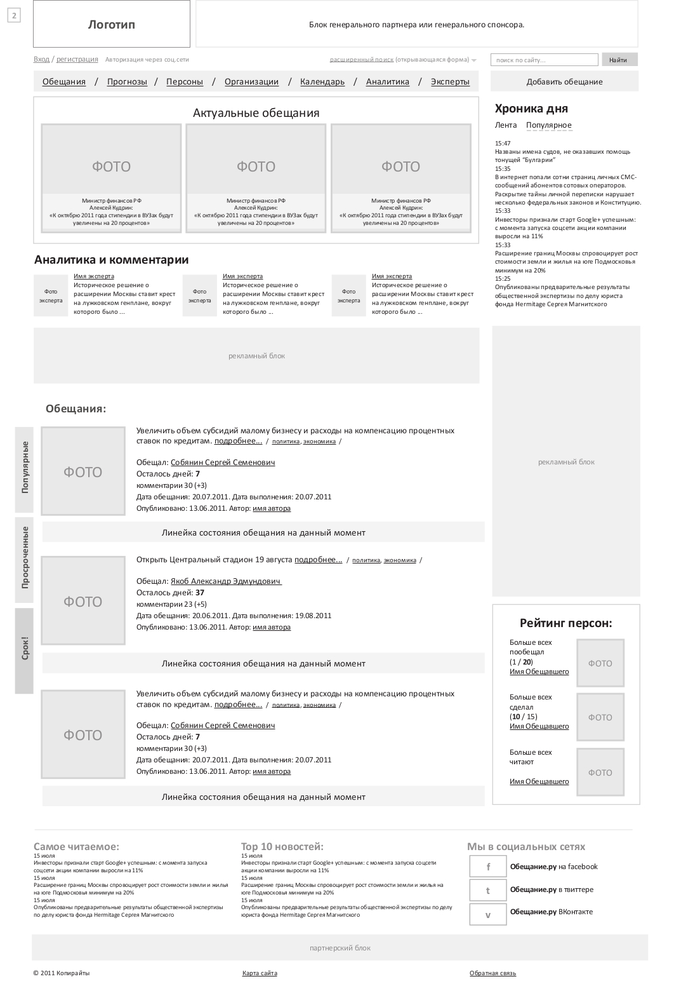 2
Логотип
Блок генерального партнера или генерального спонсора.
Вход / регистрация Авторизация через соц.сети
расширенный поиск (открывающаяся форма)
поиск по сайту...
Найти
Обещания / Прогнозы / Персоны / Организации / Календарь / Аналитика / Эксперты
Добавить обещание
Актуальные обещания
ФОТО
Министр финансов РФ
Алексей Кудрин:
«К октябрю 2011 года стипендии в ВУЗах будут
увеличены на 20 процентов»
ФОТО
Министр финансов РФ
Алексей Кудрин:
«К октябрю 2011 года стипендии в ВУЗах будут
увеличены на 20 процентов»
ФОТО
Министр финансов РФ
Алексей Кудрин:
«К октябрю 2011 года стипендии в ВУЗах будут
увеличены на 20 процентов»
Хроника дня
Лента Популярное
15:47
Названы имена судов, не оказавших помощь
тонущей “Булгарии”
15:35
В интернет попали сотни страниц личных СМС-
сообщений абонентов сотовых операторов.
Раскрытие тайны личной переписки нарушает
несколько федеральных законов и Конституцию.
15:33
Инвесторы признали старт Google+ успешным:
с момента запуска соцсети акции компании
выросли на 11%
15:33
Расширение границ Москвы спровоцирует рост
стоимости земли и жилья на юге Подмосковья
минимум на 20%
15:25
Опубликованы предварительные результаты
общественной экспертизы по делу юриста
фонда Hermitage Сергея Магнитского
Аналитика и комментарии
Фото
эксперта
Имя эксперта
Историческое решение о
расширении Москвы ставит крест
на лужковском генплане, вокруг
которого было ...
Фото
эксперта
Имя эксперта
Историческое решение о
расширении Москвы ставит крест
на лужковском генплане, вокруг
которого было ...
Фото
эксперта
Имя эксперта
Историческое решение о
расширении Москвы ставит крест
на лужковском генплане, вокруг
которого было ...
рекламный блок
рекламный блок
Обещания:
Популярные
Просроченные
Срок!
ФОТО
Увеличить объем субсидий малому бизнесу и расходы на компенсацию процентных
ставок по кредитам. подробнее... / политика, экономика /
Обещал: Собянин Сергей Семенович
Осталось дней: 7
комментарии 30 (+3)
Дата обещания: 20.07.2011. Дата выполнения: 20.07.2011
Опубликовано: 13.06.2011. Автор: имя автора
Линейка состояния обещания на данный момент
ФОТО
Открыть Центральный стадион 19 августа подробнее... / политика, экономика /
Обещал: Якоб Александр Эдмундович
Осталось дней: 37
комментарии 23 (+5)
Дата обещания: 20.06.2011. Дата выполнения: 19.08.2011
Опубликовано: 13.06.2011. Автор: имя автора
Линейка состояния обещания на данный момент
ФОТО
Увеличить объем субсидий малому бизнесу и расходы на компенсацию процентных
ставок по кредитам. подробнее... / политика, экономика /
Обещал: Собянин Сергей Семенович
Осталось дней: 7
комментарии 30 (+3)
Дата обещания: 20.07.2011. Дата выполнения: 20.07.2011
Опубликовано: 13.06.2011. Автор: имя автора
Линейка состояния обещания на данный момент
Рейтинг персон:
Больше всех
пообещал
(1 / 20)
Имя Обещавшего
ФОТО
Больше всех
сделал
(10 / 15)
Имя Обещавшего
ФОТО
Больше всех
читают
Имя Обещавшего
ФОТО
Самое читаемое:
15 июля
Инвесторы признали старт Google+ успешным: с момента запуска
соцсети акции компании выросли на 11%
15 июля
Расширение границ Москвы спровоцирует рост стоимости земли и жилья
на юге Подмосковья минимум на 20%
15 июля
Опубликованы предварительные результаты общественной экспертизы
по делу юриста фонда Hermitage Сергея Магнитского
Top 10 новостей:
15 июля
Инвесторы признали старт Google+ успешным: с момента запуска соцсети
акции компании выросли на 11%
15 июля
Расширение границ Москвы спровоцирует рост стоимости земли и жилья на
юге Подмосковья минимум на 20%
15 июля
Опубликованы предварительные результаты общественной экспертизы по делу
юриста фонда Hermitage Сергея Магнитского
Мы в социальных сетях
f Обещание.ру на facebook
t Обещание.ру в твиттере
v Обещание.ру ВКонтакте
партнерский блок
© 2011 Копирайты
Карта сайта
Обратная связь